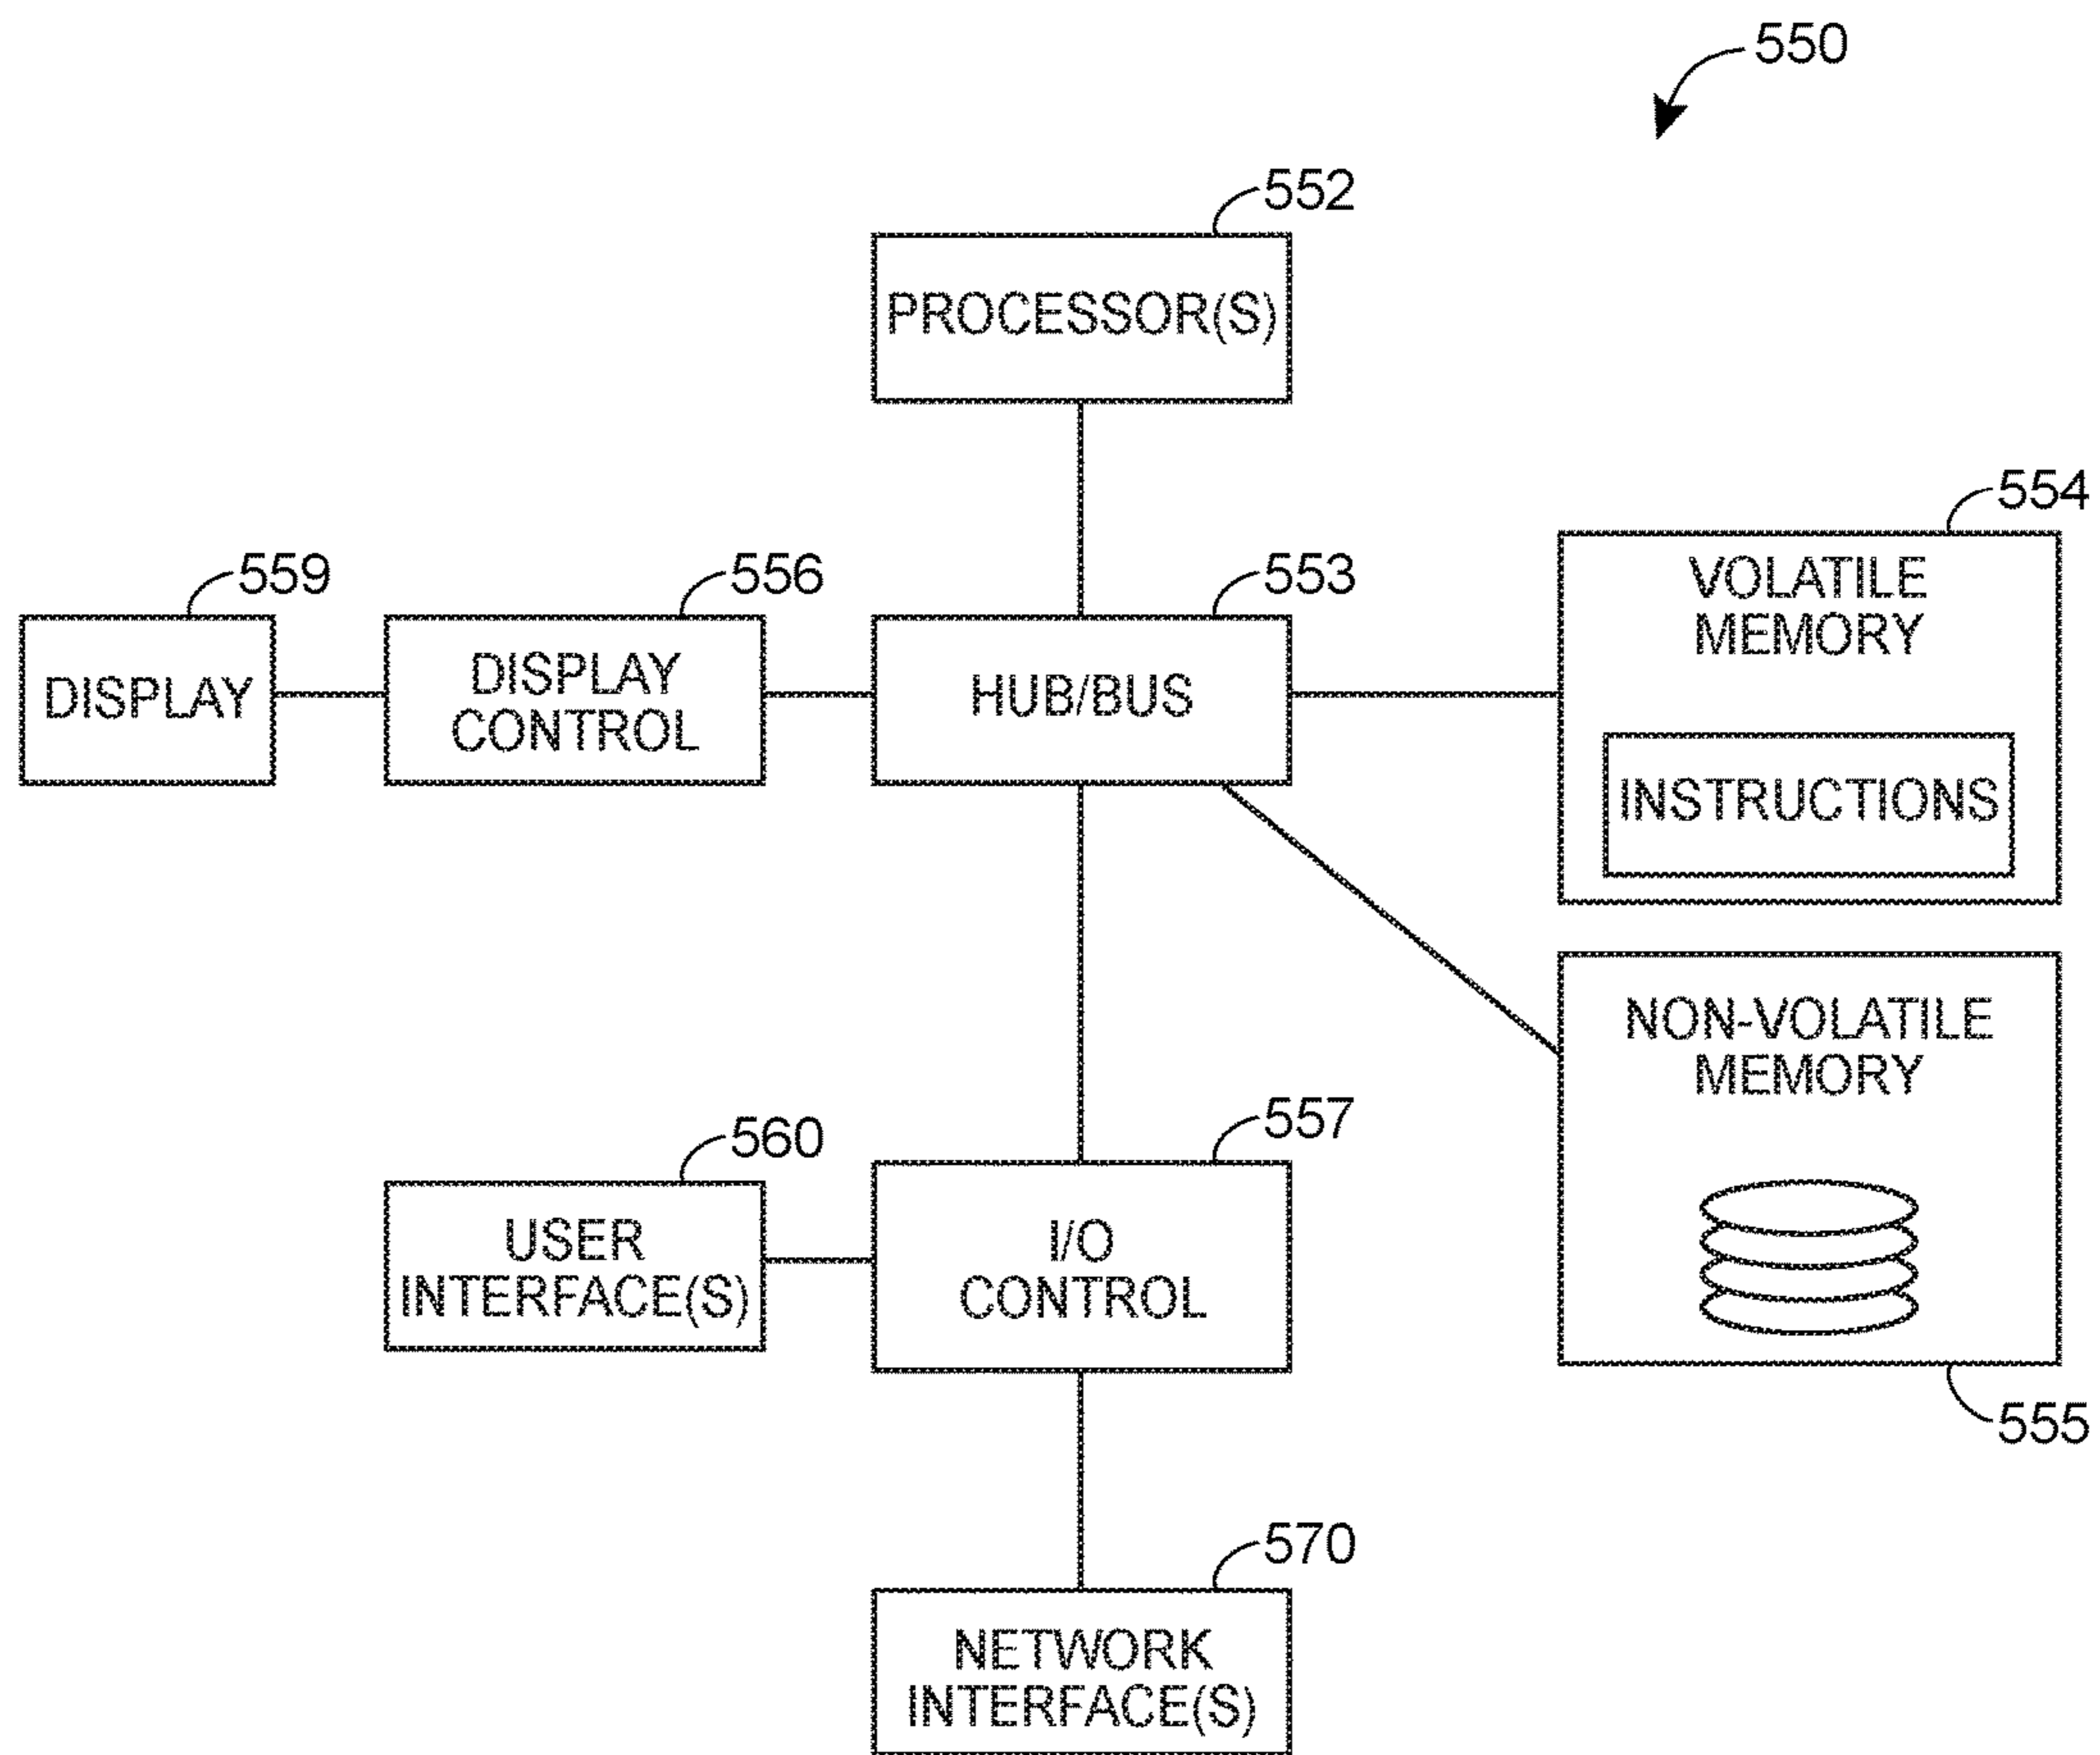 550
552
PROCESSOR(S)
554
VOLATILE
MEMORY
INSTRUCTIONS
559
DISPLAY
556
DISPLAY
CONTROL
553
HUB/BUS
NON-VOLATILE
MEMORY
555
560
USER
INTERFACE(S)
557
I/O
CONTROL
570
NETWORK
INTERFACE(S)